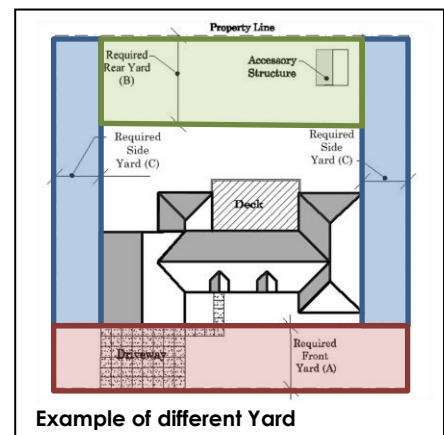 Property Line
Required
Rear Yard
(B)
Accessory
Structure
Required
Side
Yard (C)
Required
Side
Yard (C)
Deck
Driveway
Required
Front
Yard (A)
Example of different Yard